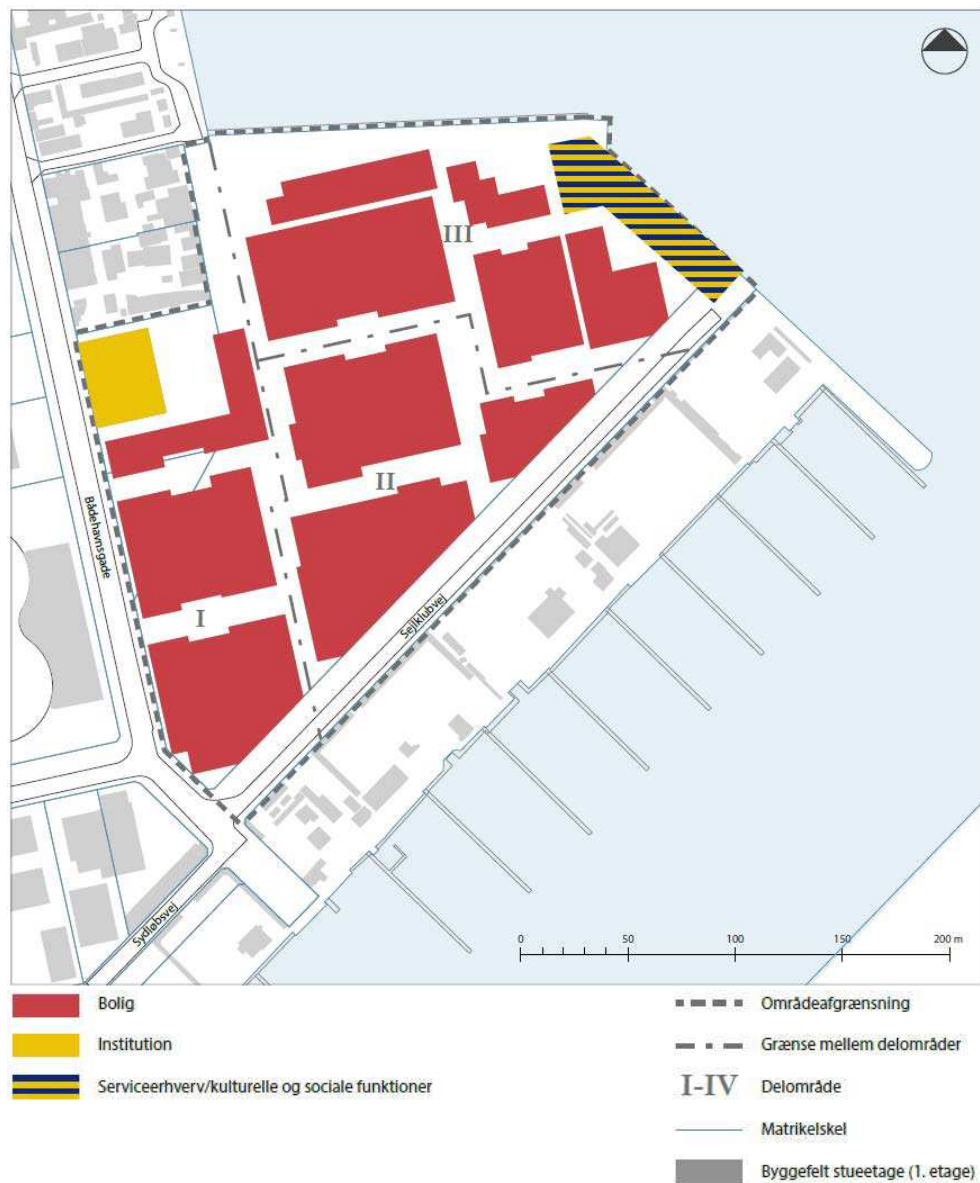 III
Bådehavnsgade
II
I
Sejlklubvej
Sydløbsvej
0 50 100 150 200 m
Bolig
Institution
Serviceerhverv/kulturelle og sociale funktioner
Områdeafgrænsning
Grænse mellem delområder
I-IV Delområde
Matrikelskel
Byggefelt stueetage (1. etage)